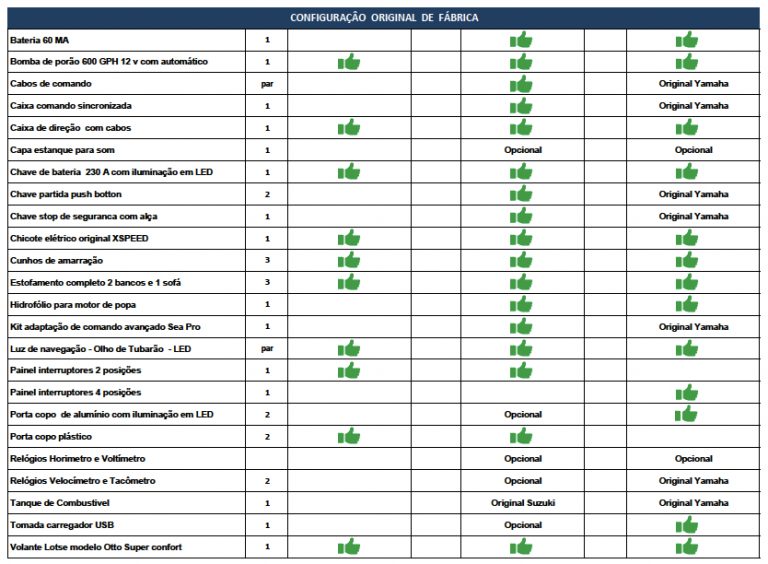 CONFIGURAÇÃO ORIGINAL DE FÁBRICA
Bateria 60 MA 1
Bomba de porão 600 GPH 12 v com automático 1
Cabos de comando par Original Yamaha
Caixa comando sincronizada 1 Original Yamaha
Caixa de direção com cabos 1
Capa estanque para som 1 Opcional Opcional
Chave de bateria 230 A com iluminação em LED 1
Chave partida push botton 2 Original Yamaha
Chave stop de seguranca com alça 1 Original Yamaha
Chicote elétrico original XSPEED 1
Cunhos de amarração 3
Estofamento completo 2 bancos e 1 sofá 3
Hidrofólio para motor de popa 1
Kit adaptação de comando avançado Sea Pro 1 Original Yamaha
Luz de navegação - Olho de Tubarão - LED par
Painel interruptores 2 posições 1
Painel interruptores 4 posições 1
Porta copo de alumínio com iluminação em LED 2 Opcional
Porta copo plástico 2
Relógios Horimetro e Voltímetro Opcional Opcional
Relógios Velocímetro e Tacômetro 2 Opcional Original Yamaha
Tanque de Combustivel 1 Original Suzuki Original Yamaha
Tomada carregador USB 1 Opcional
Volante Lotse modelo Otto Super confort 1